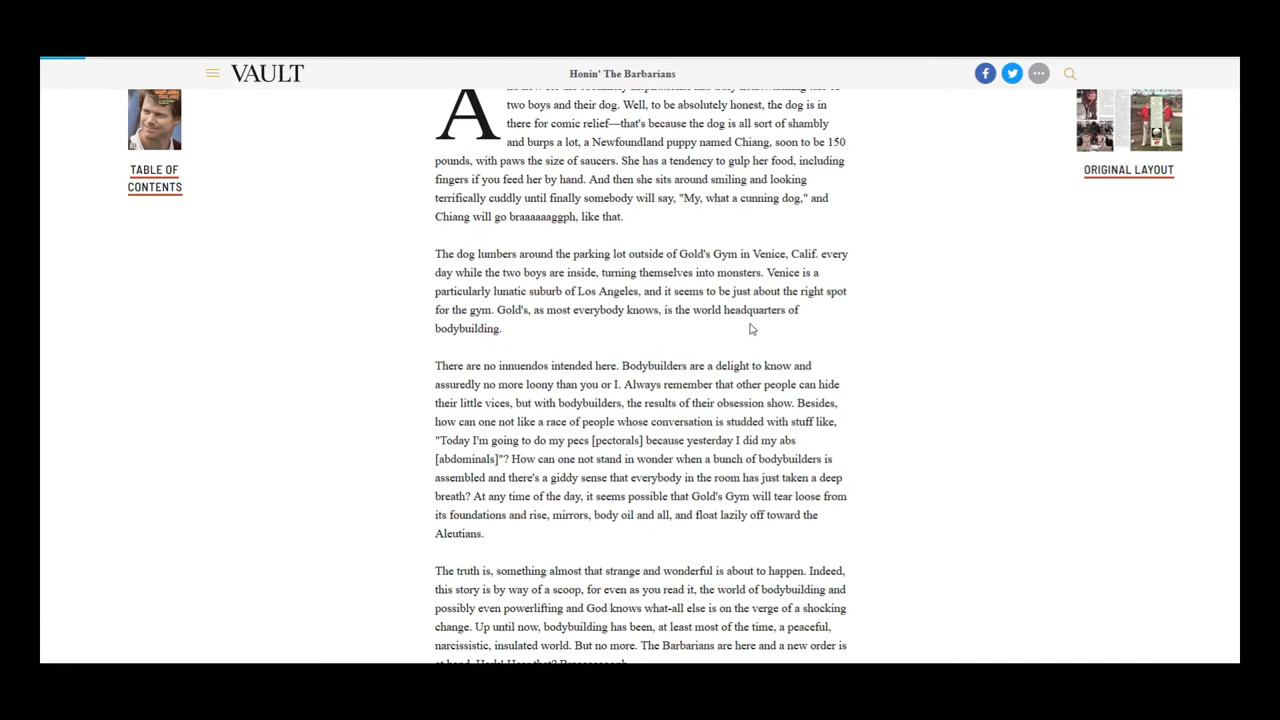 VAULT
Honin' The Barbarians
TABLE OF
CONTENTS
ORIGINAL LAYOUT
A
two boys and their dog. Well, to be absolutely honest, the dog is in
there for comic relief—that's because the dog is all sort of shambly
and burps a lot, a Newfoundland puppy named Chiang, soon to be 150
pounds, with paws the size of saucers. She has a tendency to gulp her food, including
fingers if you feed her by hand. And then she sits around smiling and looking
terrifically cuddly until finally somebody will say, "My, what a cunning dog," and
Chiang will go braaaaaggph, like that.
The dog lumbers around the parking lot outside of Gold's Gym in Venice, Calif. every
day while the two boys are inside, turning themselves into monsters. Venice is a
particularly lunatic suburb of Los Angeles, and it seems to be just about the right spot
for the gym. Gold's, as most everybody knows, is the world headquarters of
bodybuilding.
There are no innuendos intended here. Bodybuilders are a delight to know and
assuredly no more loony than you or I. Always remember that other people can hide
their little vices, but with bodybuilders, the results of their obsession show. Besides,
how can one not like a race of people whose conversation is studded with stuff like,
"Today I'm going to do my pecs [pectorals] because yesterday I did my abs
[abdominals]"? How can one not stand in wonder when a bunch of bodybuilders is
assembled and there's a giddy sense that everybody in the room has just taken a deep
breath? At any time of the day, it seems possible that Gold's Gym will tear loose from
its foundations and rise, mirrors, body oil and all, and float lazily off toward the
Aleutians.
The truth is, something almost that strange and wonderful is about to happen. Indeed,
this story is by way of a scoop, for even as you read it, the world of bodybuilding and
possibly even powerlifting and God knows what-all else is on the verge of a shocking
change. Up until now, bodybuilding has been, at least most of the time, a peaceful,
narcissistic, insulated world. But no more. The Barbarians are here and a new order is